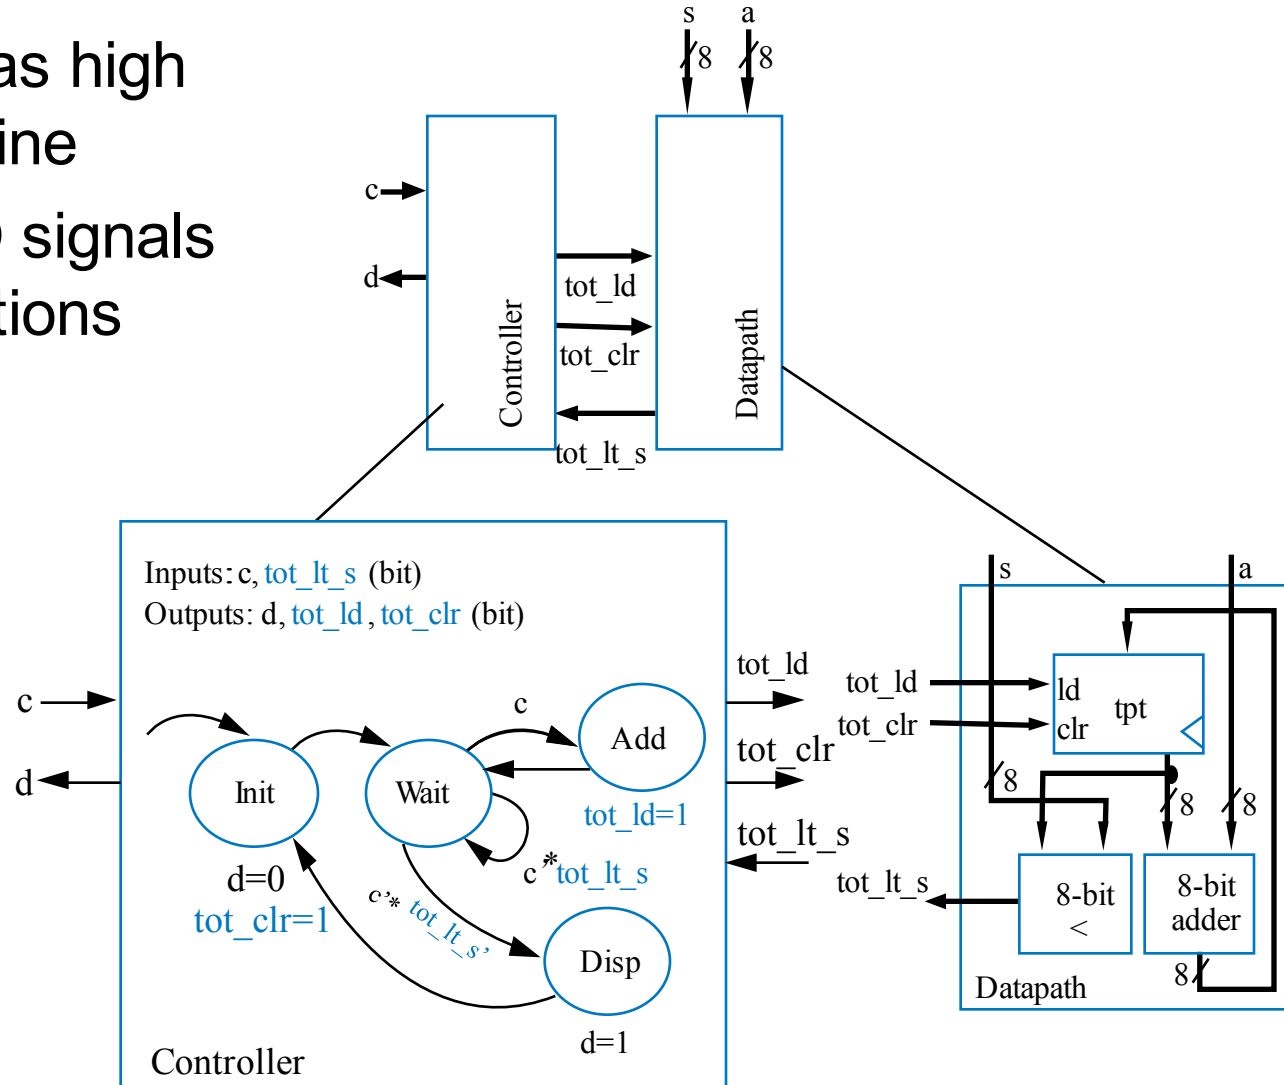 as high
ine
signals
tions
s
a
8
8
c
d
tot_ld
tot_clr
tot_lt_s
Controller
Datapath
Inputs: c, tot_lt_s (bit)
Outputs: d, tot_ld, tot_clr (bit)
c
d
Init
d=0
tot_clr=1
Wait
c
Add
tot_ld=1
c’*tot_lt_s
c’* tot_lt_s’
Disp
d=1
Controller
tot_ld
tot_clr
tot_lt_s
s
a
tot_ld
tot_clr
ld
clr
tpt
8
8
8
tot_lt_s
8-bit
<
8-bit
adder
8
Datapath